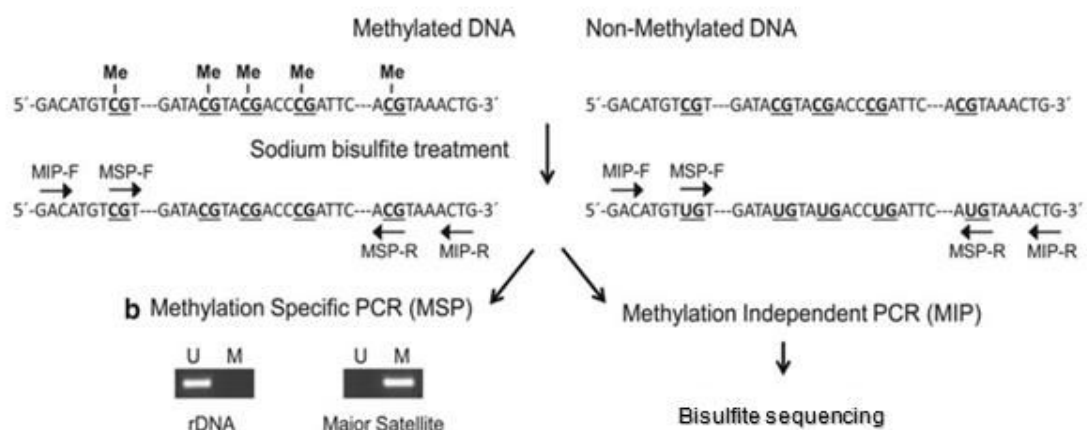 Methylated DNA Non-Methylated DNA
Me Me Me Me Me
5´-GACATGTCGT---GATACGTACGACCCGATTC---ACGTAAACTG-3´ 5´-GACATGTCGT---GATACGTACGACCCGATTC---ACGTAAACTG-3´
Sodium bisulfite treatment
MIP-F MSP-F MIP-F MSP-F
5´-GACATGTCGT---GATACGTACGACCCGATTC---ACGTAAACTG-3´ 5´-GACATGTUGT---GATAUGTAUGACCUGATTC---AUGTAAACTG-3´
MSP-R MIP-R MSP-R MIP-R
b Methylation Specific PCR (MSP) Methylation Independent PCR (MIP)
U M U M
rDNA Major Satellite Bisulfite sequencing